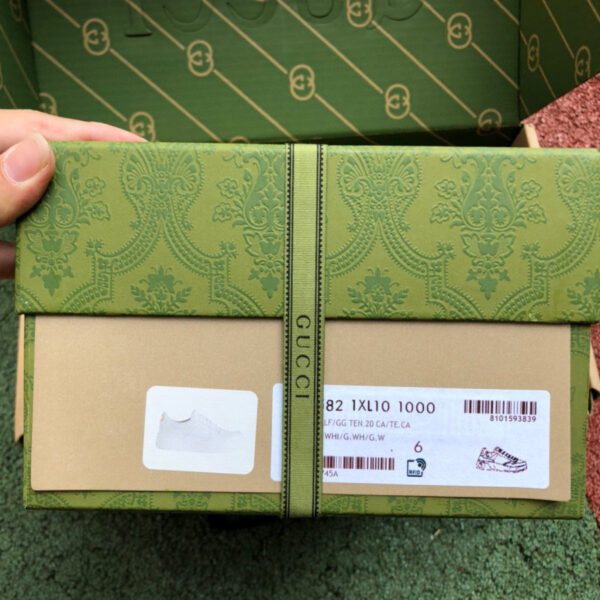 GUCCI
82 1XL10 1000
8101593839
LF/GG TEN.20 CA/TE.CA
WHI/G.WH/G.W
6
RFID
45A